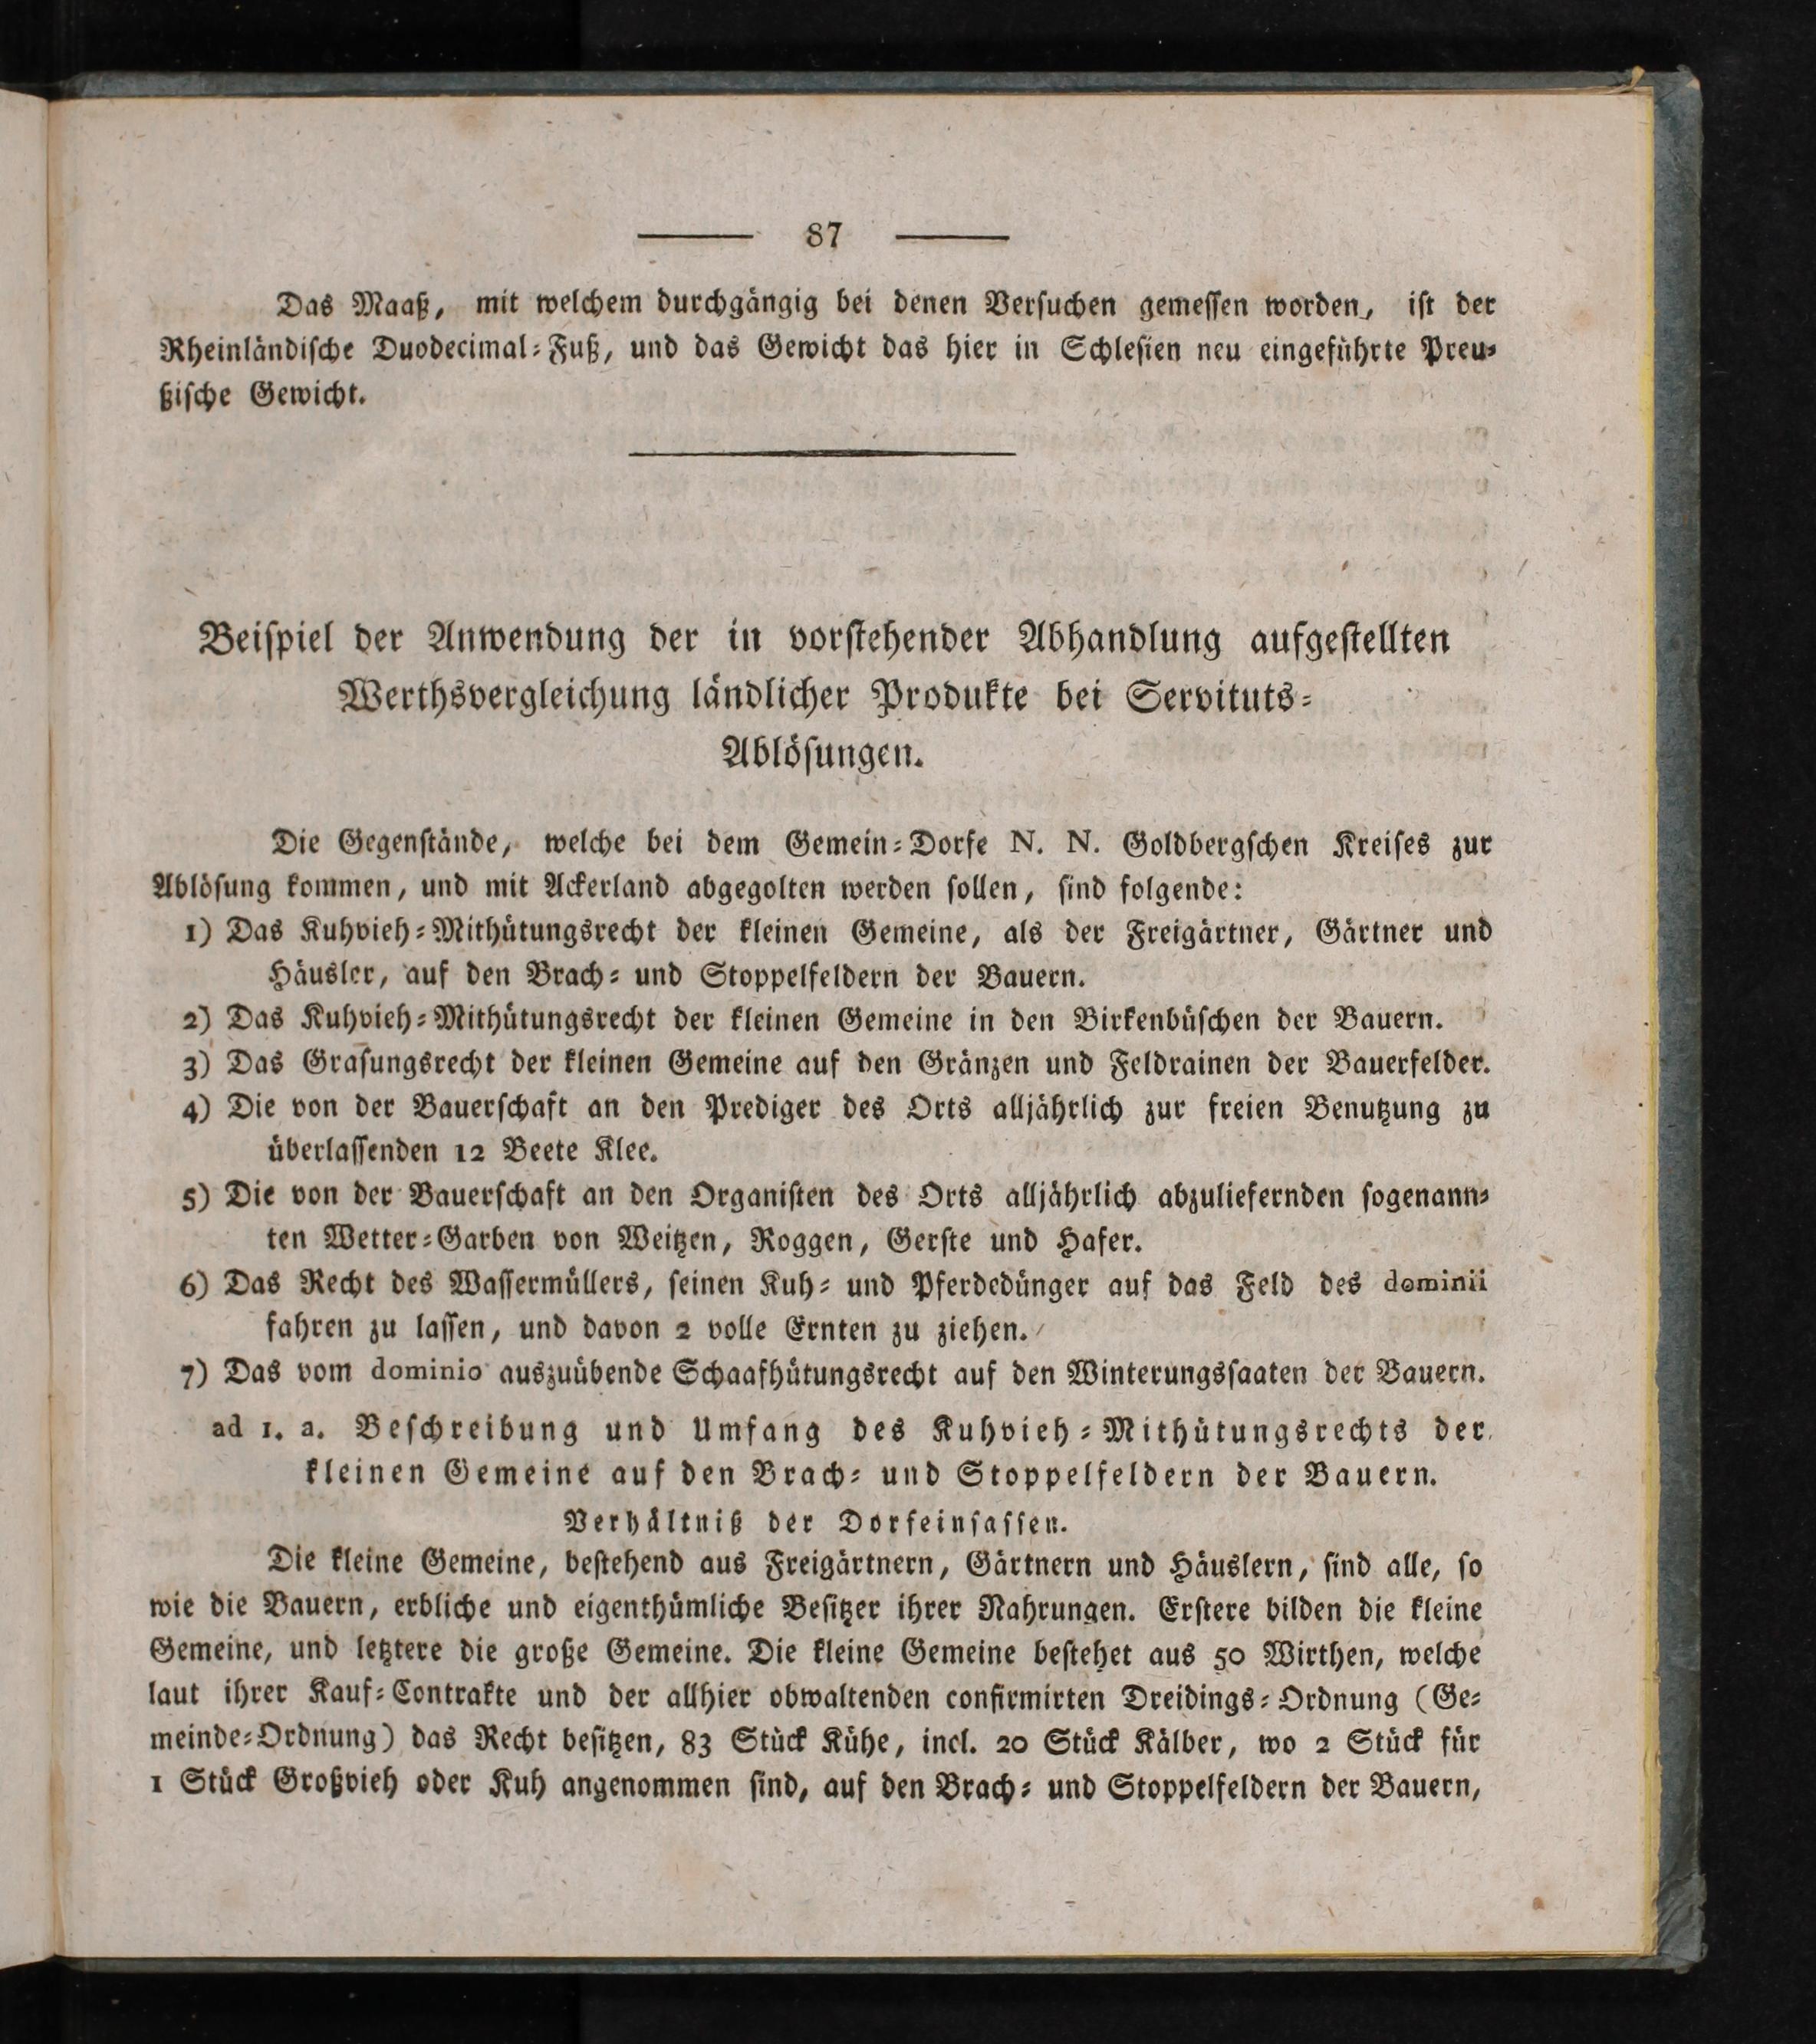 87
Das Maaß, mit welchem durchgängig bei denen Versuchen gemessen worden, ist der
Rheinländische Duodecimal-Fuß, und das Gewicht das hier in Schlesien neu eingeführte Preu-
ßische Gewicht.
Beispiel der Anwendung der in vorstehender Abhandlung aufgestellten
Werthsvergleichung ländlicher Produkte bei Servituts-
Ablösungen.
Die Gegenstände, welche bei dem Gemein-Dorfe N. N. Goldbergschen Kreises zur
Ablösung kommen, und mit Ackerland abgegolten werden sollen, sind folgende:
1) Das Kuhvieh-Mithütungsrecht der kleinen Gemeine, als der Freigärtner, Gärtner und
Häusler, auf den Brach- und Stoppelfeldern der Bauern.
2) Das Kuhvieh-Mithütungsrecht der kleinen Gemeine in den Birkenbüschen der Bauern.
3) Das Grasungsrecht der kleinen Gemeine auf den Gränzen und Feldrainen der Bauerfelder.
4) Die von der Bauerschaft an den Prediger des Orts alljährlich zur freien Benutzung zu
überlassenden 12 Beete Klee.
5) Die von der Bauerschaft an den Organisten des Orts alljährlich abzuliefernden sogenann-
ten Wetter-Garben von Weitzen, Roggen, Gerste und Hafer.
6) Das Recht des Wassermüllers, seinen Kuh- und Pferdedünger auf das Feld des dominii
fahren zu lassen, und davon 2 volle Ernten zu ziehen.
7) Das vom dominio auszuübende Schaafhütungsrecht auf den Winterungssaaten der Bauern.
ad 1. a. Beschreibung und Umfang des Kuhvieh-Mithütungsrechts der
kleinen Gemeine auf den Brach- und Stoppelfeldern der Bauern.
Verhältniß der Dorfeinsassen.
Die kleine Gemeine, bestehend aus Freigärtnern, Gärtnern und Häuslern, sind alle, so
wie die Bauern, erbliche und eigenthümliche Besitzer ihrer Nahrungen. Erstere bilden die kleine
Gemeine, und letztere die große Gemeine. Die kleine Gemeine bestehet aus 50 Wirthen, welche
laut ihrer Kauf-Contrakte und der allhier obwaltenden confirmirten Dreidings-Ordnung (Ge-
meinde-Ordnung) das Recht besitzen, 83 Stück Kühe, incl. 20 Stück Kälber, wo 2 Stück für
1 Stück Großvieh oder Kuh angenommen sind, auf den Brach- und Stoppelfeldern der Bauern,